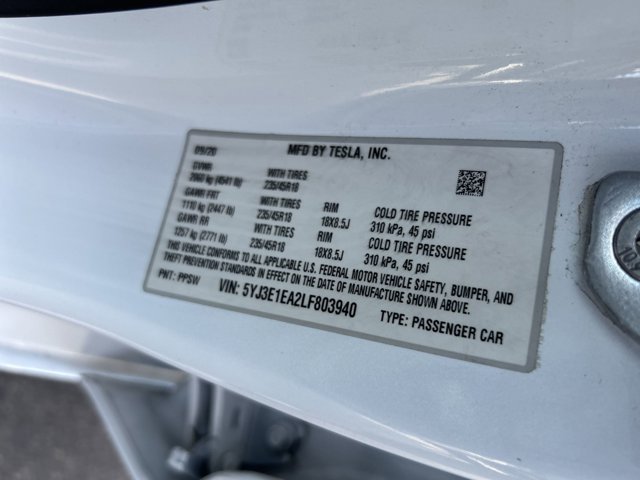 09/20 MFD BY TESLA, INC.
GVWR WITH TIRES
2060 kg (4541 lb) 235/45R18
GAWR FRT WITH TIRES RIM COLD TIRE PRESSURE
1110 kg (2447 lb) 235/45R18 18X8.5J 310 kPa, 45 psi
GAWR RR WITH TIRES RIM COLD TIRE PRESSURE
1257 kg (2771 lb) 235/45R18 18X8.5J 310 kPa, 45 psi
THIS VEHICLE CONFORMS TO ALL APPLICABLE U.S. FEDERAL MOTOR VEHICLE SAFETY, BUMPER, AND
THEFT PREVENTION STANDARDS IN EFFECT ON THE DATE OF MANUFACTURE SHOWN ABOVE.
PNT: PPSW VIN: 5YJ3E1EA2LF803940 TYPE: PASSENGER CAR